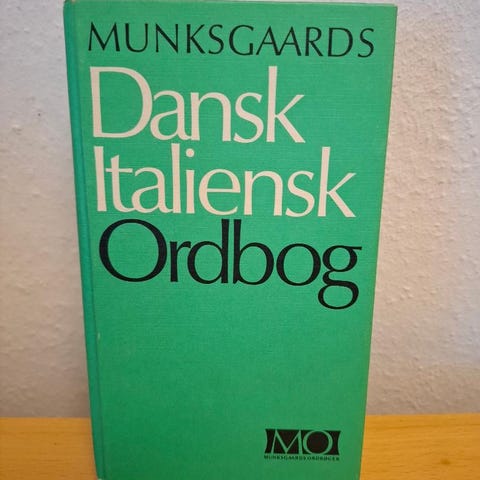 MUNKSGAARDS
Dansk
Italiensk
Ordbog
MO
MUNKSGAARDS ORDBØGER